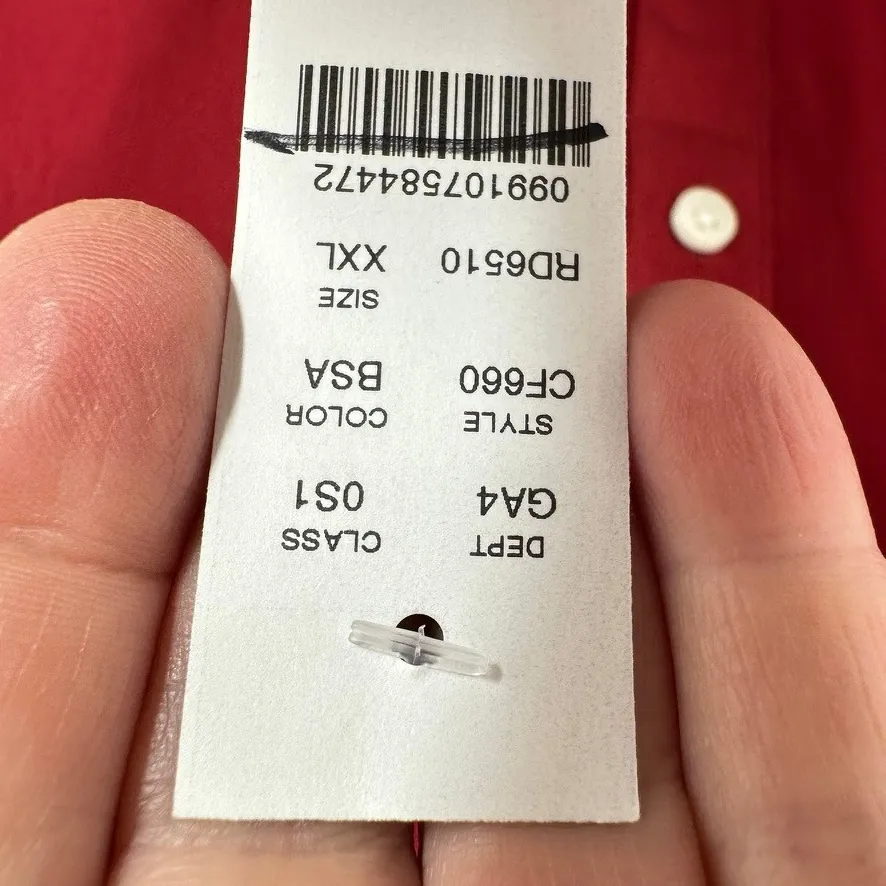 DEPT CLASS
GA4 0S1
STYLE COLOR
CF660 BSA
SIZE
RD6510 XXL
099107584472